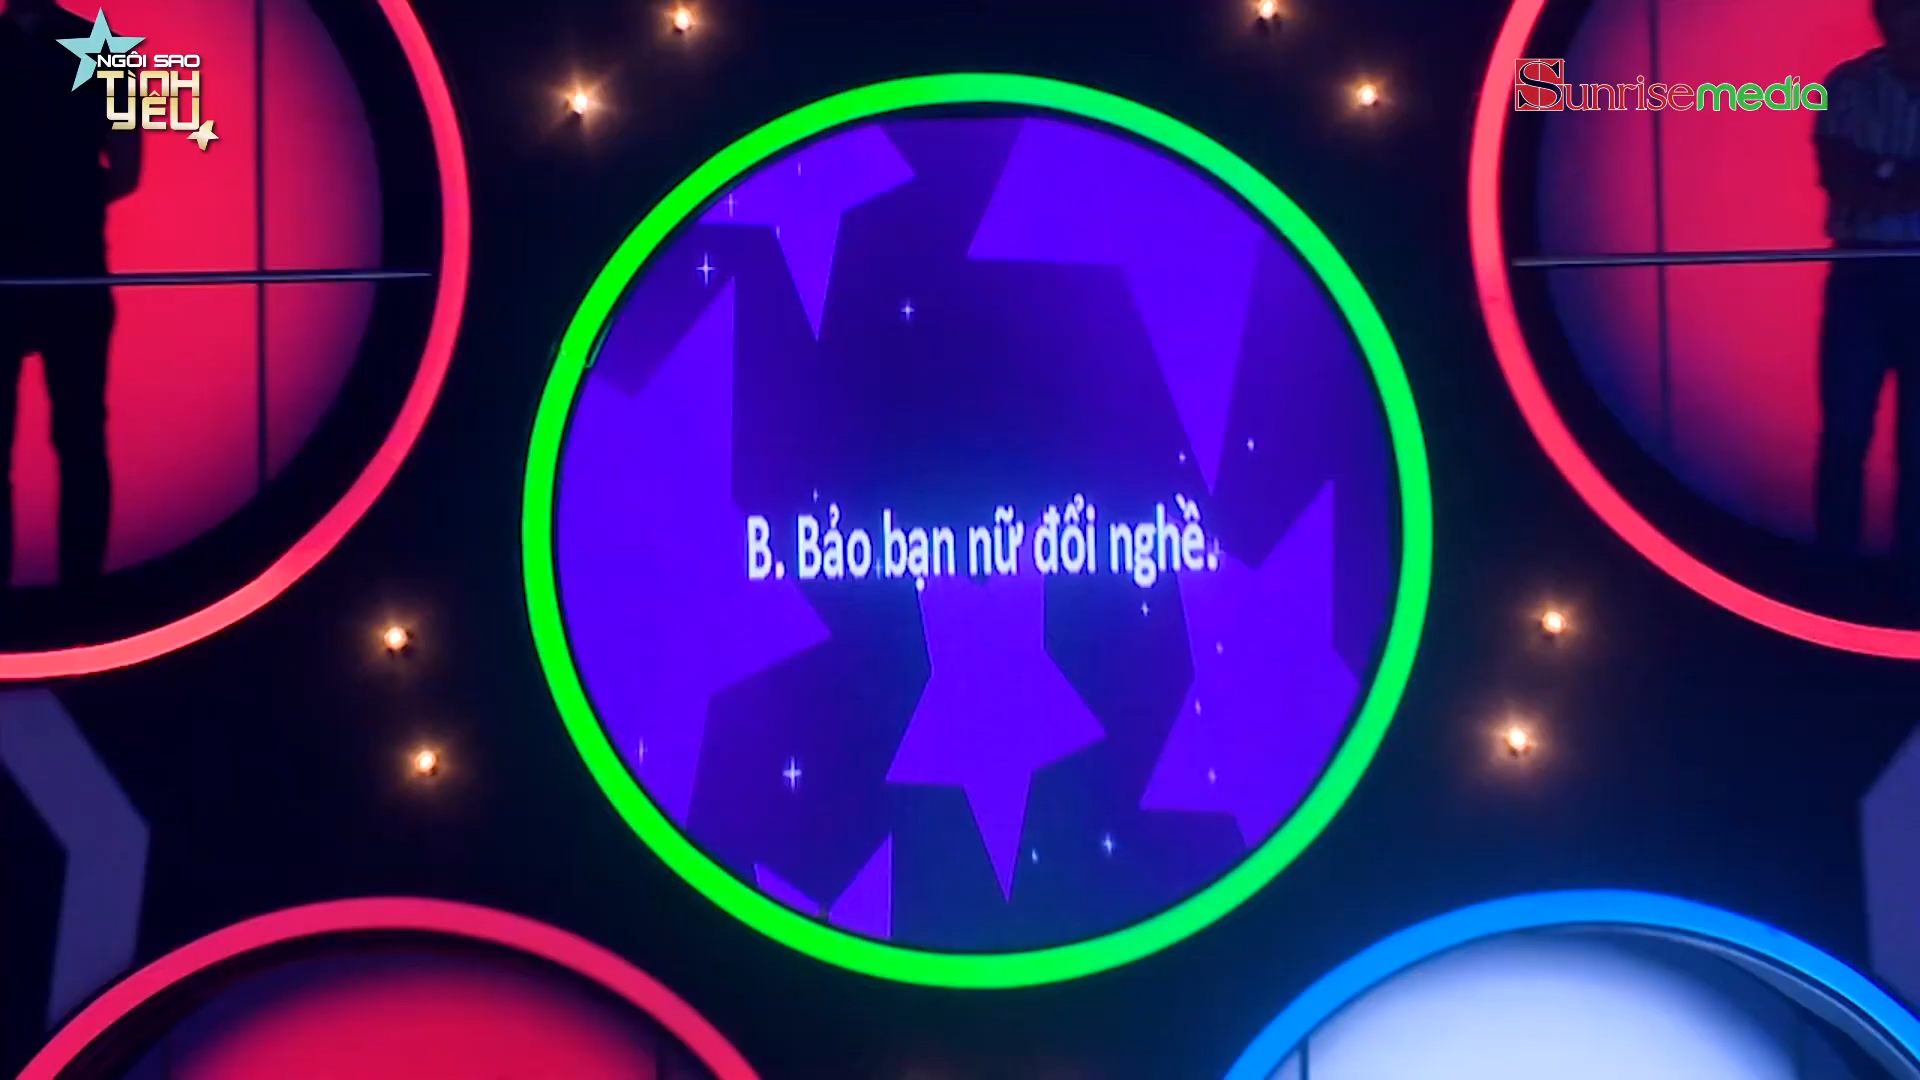 NGÔI SAO
TÌNH
YÊU
Sunrisemedia
B. Bảo bạn nữ đổi nghề.